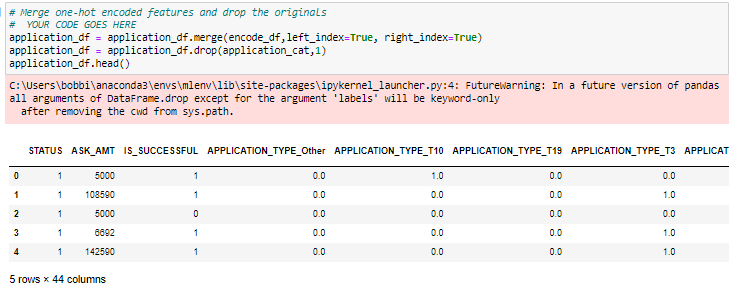 # Merge one-hot encoded features and drop the originals
#  YOUR CODE GOES HERE
application_df = application_df.merge(encode_df,left_index=True, right_index=True)
application_df = application_df.drop(application_cat,1)
application_df.head()
C:\Users\bobbi\anaconda3\envs\mlenv\lib\site-packages\ipykernel_launcher.py:4: FutureWarning: In a future version of pandas
all arguments of DataFrame.drop except for the argument 'labels' will be keyword-only
  after removing the cwd from sys.path.
STATUS ASK_AMT IS_SUCCESSFUL APPLICATION_TYPE_Other APPLICATION_TYPE_T10 APPLICATION_TYPE_T19 APPLICATION_TYPE_T3 APPLICAT
0 1 5000 1 0.0 1.0 0.0 0.0
1 1 108590 1 0.0 0.0 0.0 1.0
2 1 5000 0 0.0 0.0 0.0 0.0
3 1 6692 1 0.0 0.0 0.0 1.0
4 1 142590 1 0.0 0.0 0.0 1.0
5 rows × 44 columns